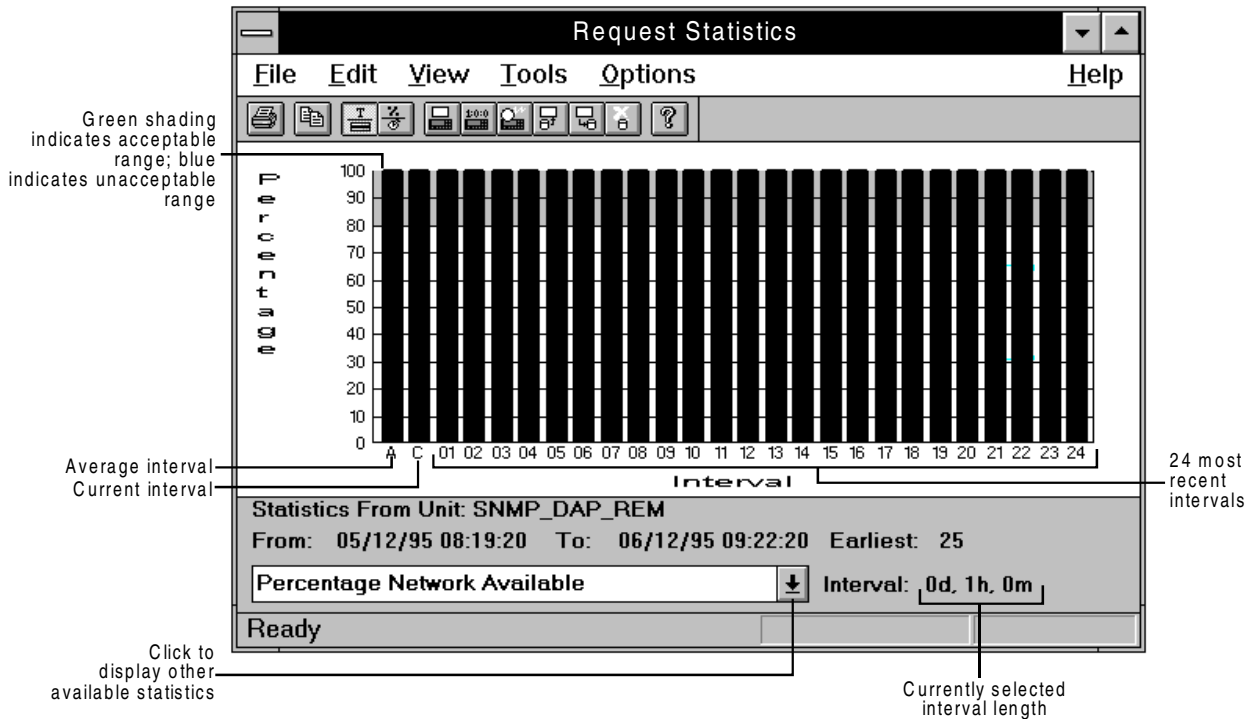 Request Statistics
File Edit View Tools Options Help
T % 1:0:0 ?
Green shading
indicates acceptable
range; blue
indicates unacceptable
range
Percentage
100
90
80
70
60
50
40
30
20
10
0
A C 01 02 03 04 05 06 07 08 09 10 11 12 13 14 15 16 17 18 19 20 21 22 23 24
Interval
Average interval
Current interval
24 most
recent
intervals
Statistics From Unit: SNMP_DAP_REM
From: 05/12/95 08:19:20 To: 06/12/95 09:22:20 Earliest: 25
Percentage Network Available Interval: 0d, 1h, 0m
Ready
Click to
display other
available statistics
Currently selected
interval length